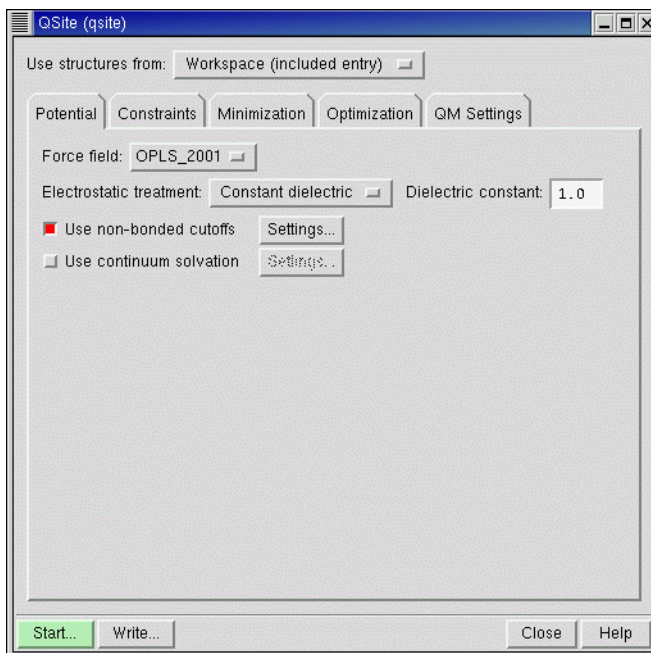 QSite (qsite)
Use structures from: Workspace (included entry)
Potential Constraints Minimization Optimization QM Settings
Force field: OPLS_2001
Electrostatic treatment: Constant dielectric Dielectric constant: 1.0
Use non-bonded cutoffs Settings...
Use continuum solvation Settings...
Start... Write... Close Help